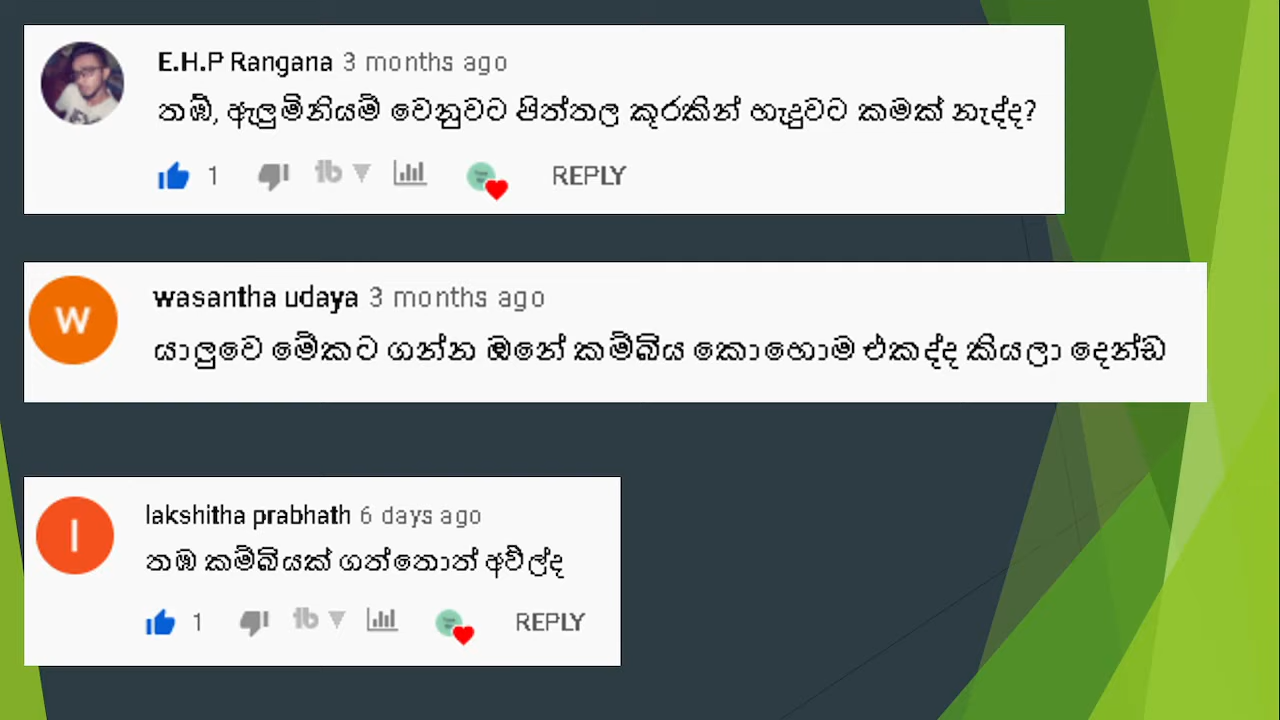 E.H.P Rangana 3 months ago
තඹ්, ඇලුමිනියම් වෙනුවට පිත්තල කූරකින් හැදුවට කමක් නැද්ද?
1 REPLY
W
wasantha udaya 3 months ago
යාලුවෙ මේකට ගන්න ඔනේ කම්බිය කොහොම එකද්ද කියලා දෙන්ඩ
l
lakshitha prabhath 6 days ago
තඹ කම්බියක් ගත්තොත් අව්ල්ද
1 REPLY